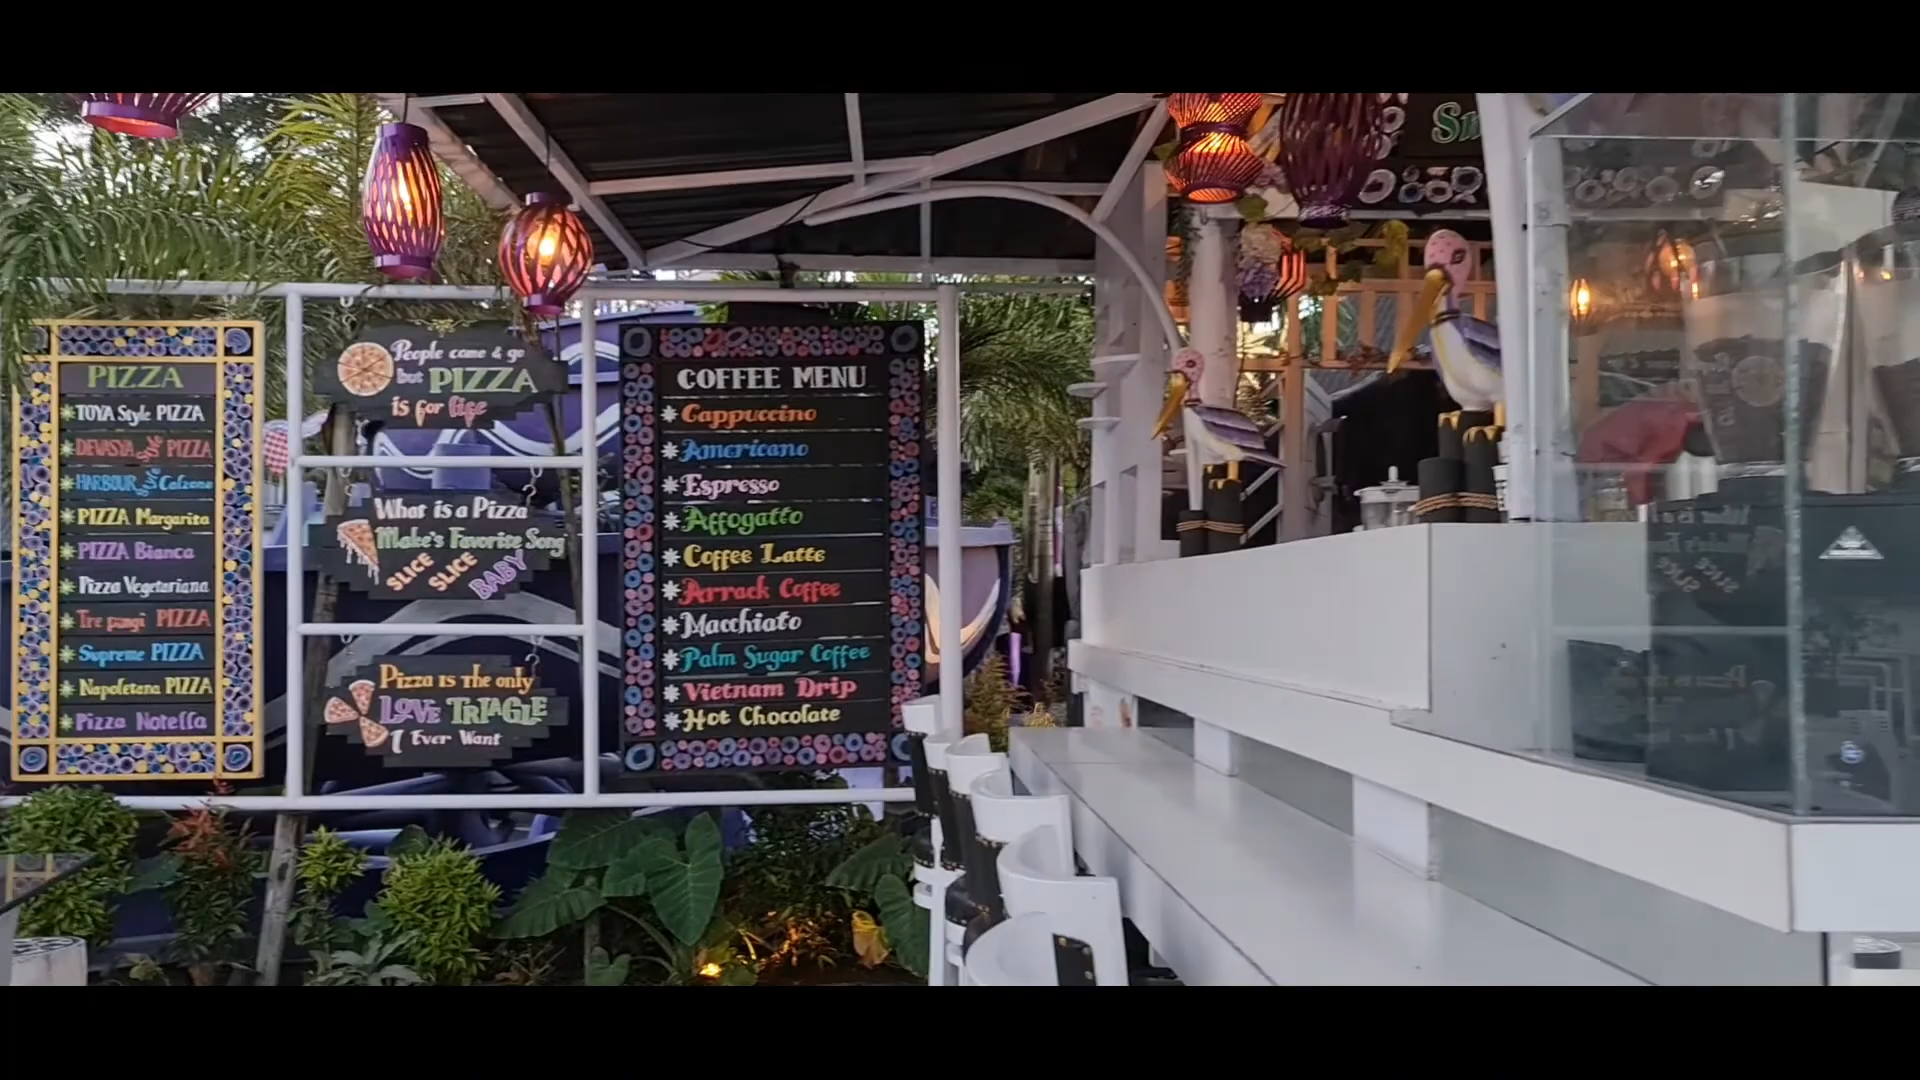 PIZZA
TOYA Style PIZZA
DEVASYA PIZZA
HARBOUR Calzone
PIZZA Margarita
PIZZA Bianca
Pizza Vegetariana
Tre pungi PIZZA
Supreme PIZZA
Napoletana PIZZA
Pizza Notella
People come & go
but PIZZA
is for life
What is a Pizza
Make's Favorite Song
SLICE SLICE BABY
Pizza is the only
LOVE TRIAGLE
I Ever Want
COFFEE MENU
Cappuccino
Americano
Espresso
Affogatto
Coffee Latte
Arrack Coffee
Macchiato
Palm Sugar Coffee
Vietnam Drip
Hot Chocolate